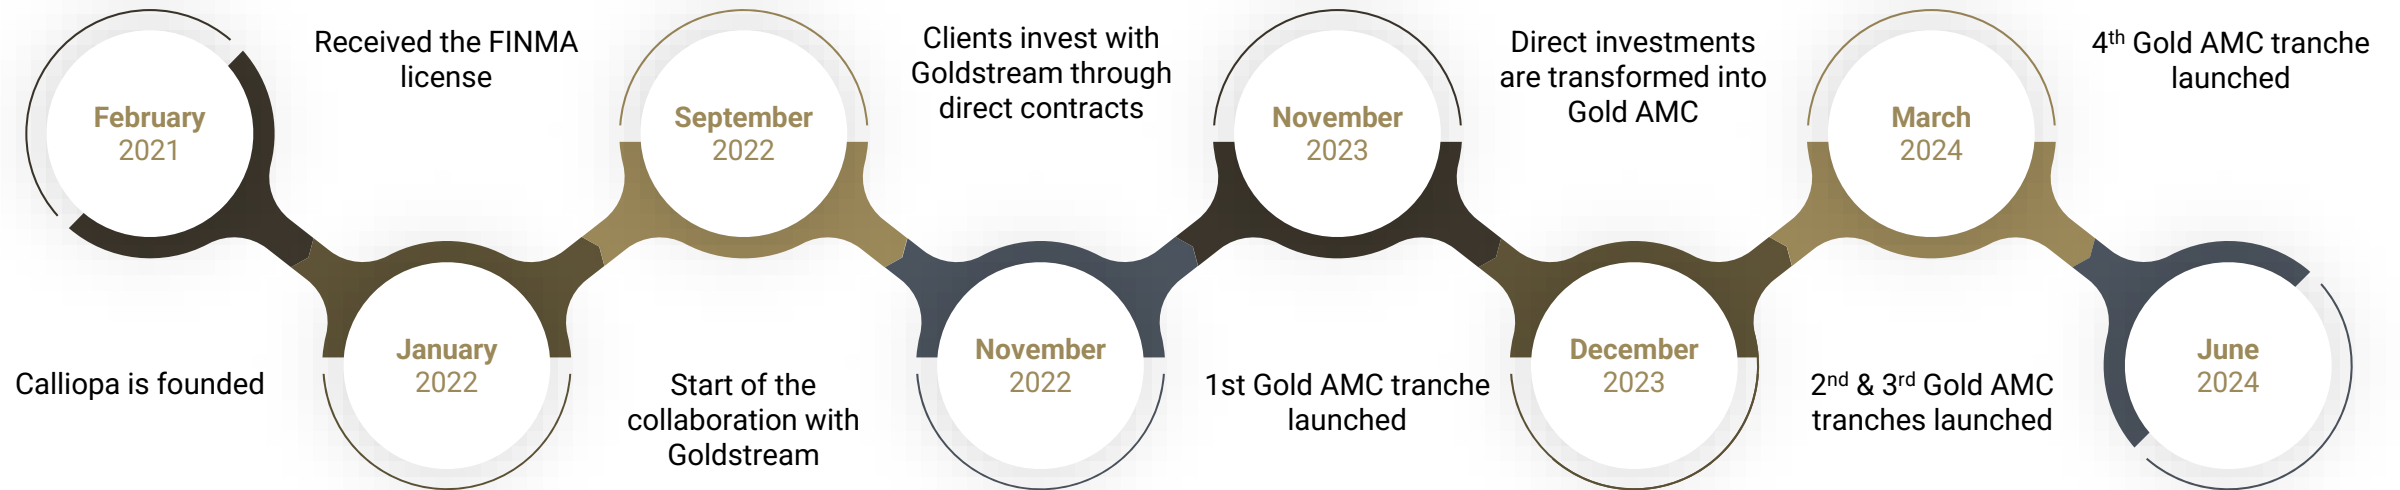 February
2021
Calliopa is founded
Received the FINMA
license
January
2022
September
2022
Start of the
collaboration with
Goldstream
Clients invest with
Goldstream through
direct contracts
November
2022
November
2023
1st Gold AMC tranche
launched
Direct investments
are transformed into
Gold AMC
December
2023
March
2024
2nd & 3rd Gold AMC
tranches launched
4th Gold AMC tranche
launched
June
2024